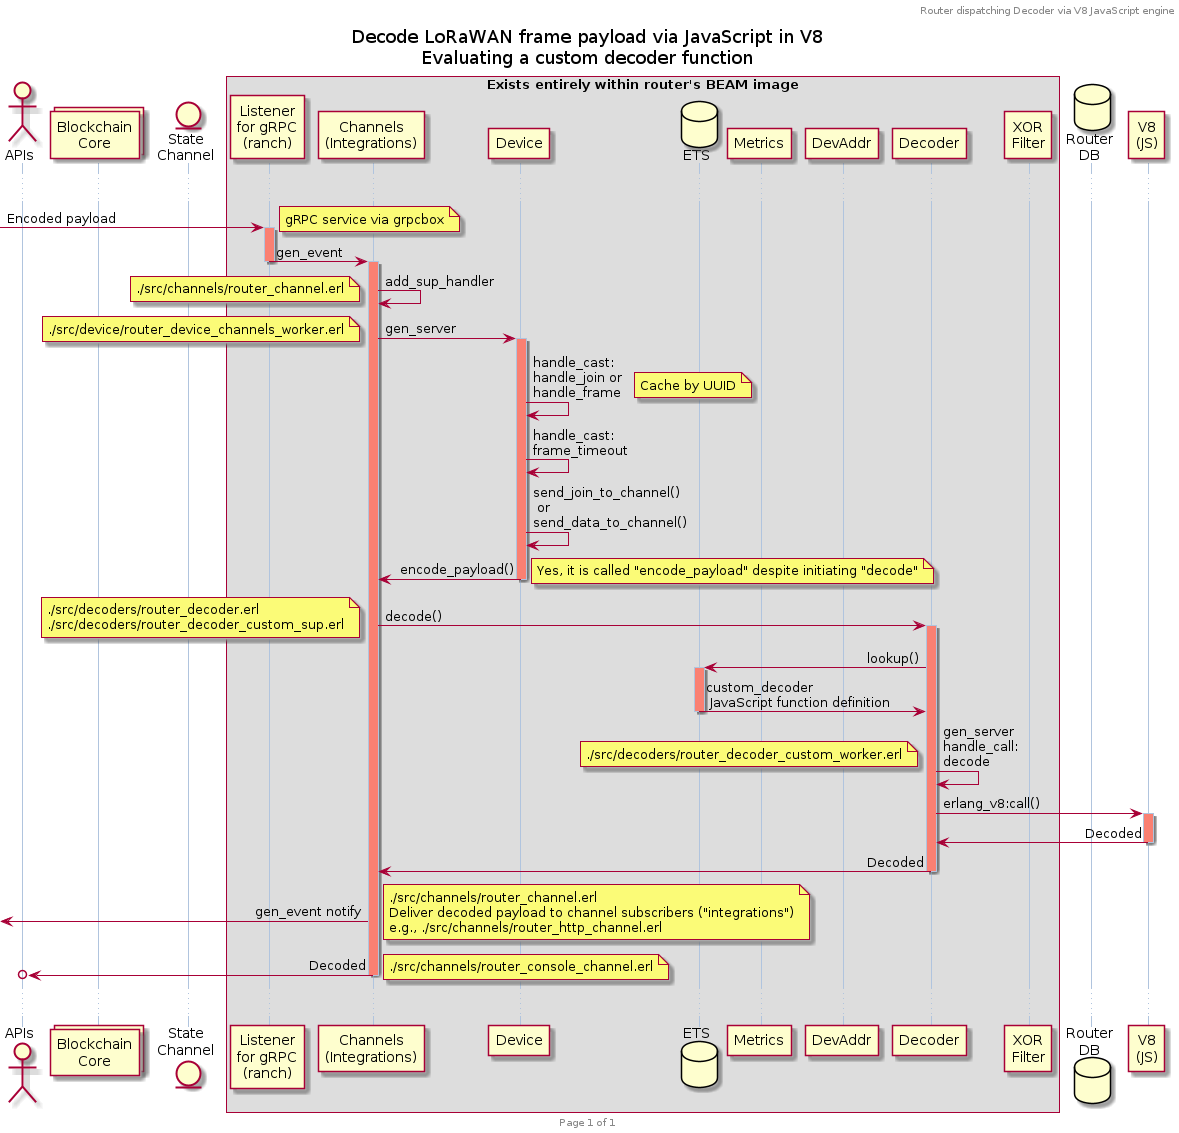 Router dispatching Decoder via V8 JavaScript engine
Decode LoRaWAN frame payload via JavaScript in V8
Evaluating a custom decoder function
Exists entirely within router's BEAM image
APIs
Blockchain
Core
State
Channel
Listener
for gRPC
(ranch)
Channels
(Integrations)
Device
ETS
Metrics
DevAddr
Decoder
XOR
Filter
Router
DB
V8
(JS)
Encoded payload
gRPC service via grpcbox
gen_event
./src/channels/router_channel.erl
add_sup_handler
./src/device/router_device_channels_worker.erl
gen_server
handle_cast:
handle_join or
handle_frame
Cache by UUID
handle_cast:
frame_timeout
send_join_to_channel()
or
send_data_to_channel()
encode_payload()
Yes, it is called "encode_payload" despite initiating "decode"
./src/decoders/router_decoder.erl
./src/decoders/router_decoder_custom_sup.erl
decode()
lookup()
custom_decoder
JavaScript function definition
./src/decoders/router_decoder_custom_worker.erl
gen_server
handle_call:
decode
erlang_v8:call()
Decoded
Decoded
gen_event notify
./src/channels/router_channel.erl
Deliver decoded payload to channel subscribers ("integrations")
e.g., ./src/channels/router_http_channel.erl
Decoded
./src/channels/router_console_channel.erl
APIs
Blockchain
Core
State
Channel
Listener
for gRPC
(ranch)
Channels
(Integrations)
Device
ETS
Metrics
DevAddr
Decoder
XOR
Filter
Router
DB
V8
(JS)
Page 1 of 1